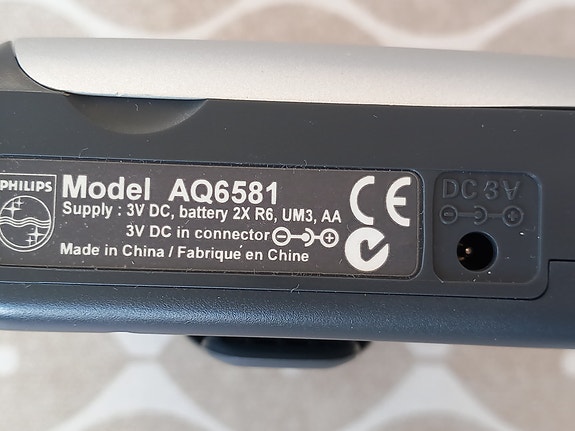 PHILIPS
Model AQ6581
Supply : 3V DC, battery 2X R6, UM3, AA
3V DC in connector
Made in China / Fabrique en Chine
CE
DC 3V